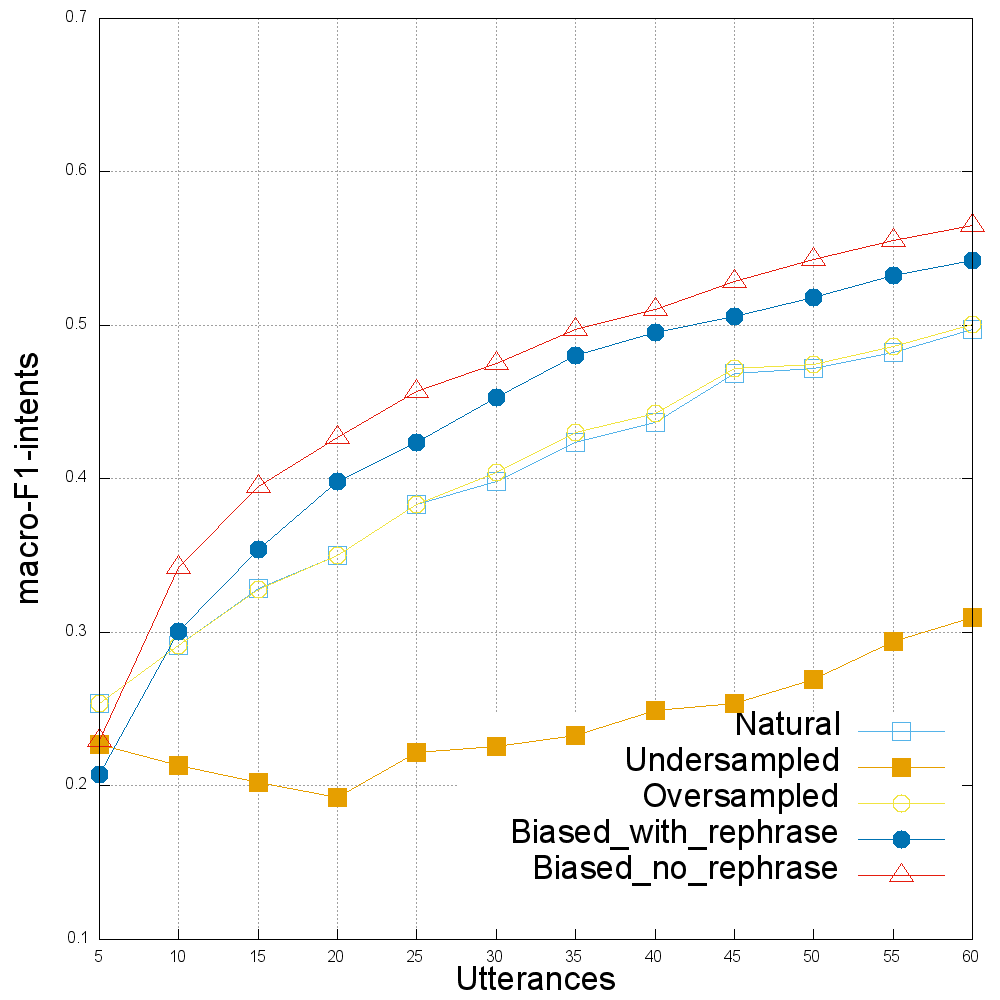 0.7
0.6
0.5
0.4
0.3
0.2
0.1
macro-F1-intents
Natural
Undersampled
Oversampled
Biased_with_rephrase
Biased_no_rephrase
5 10 15 20 25 30 35 40 45 50 55 60
Utterances